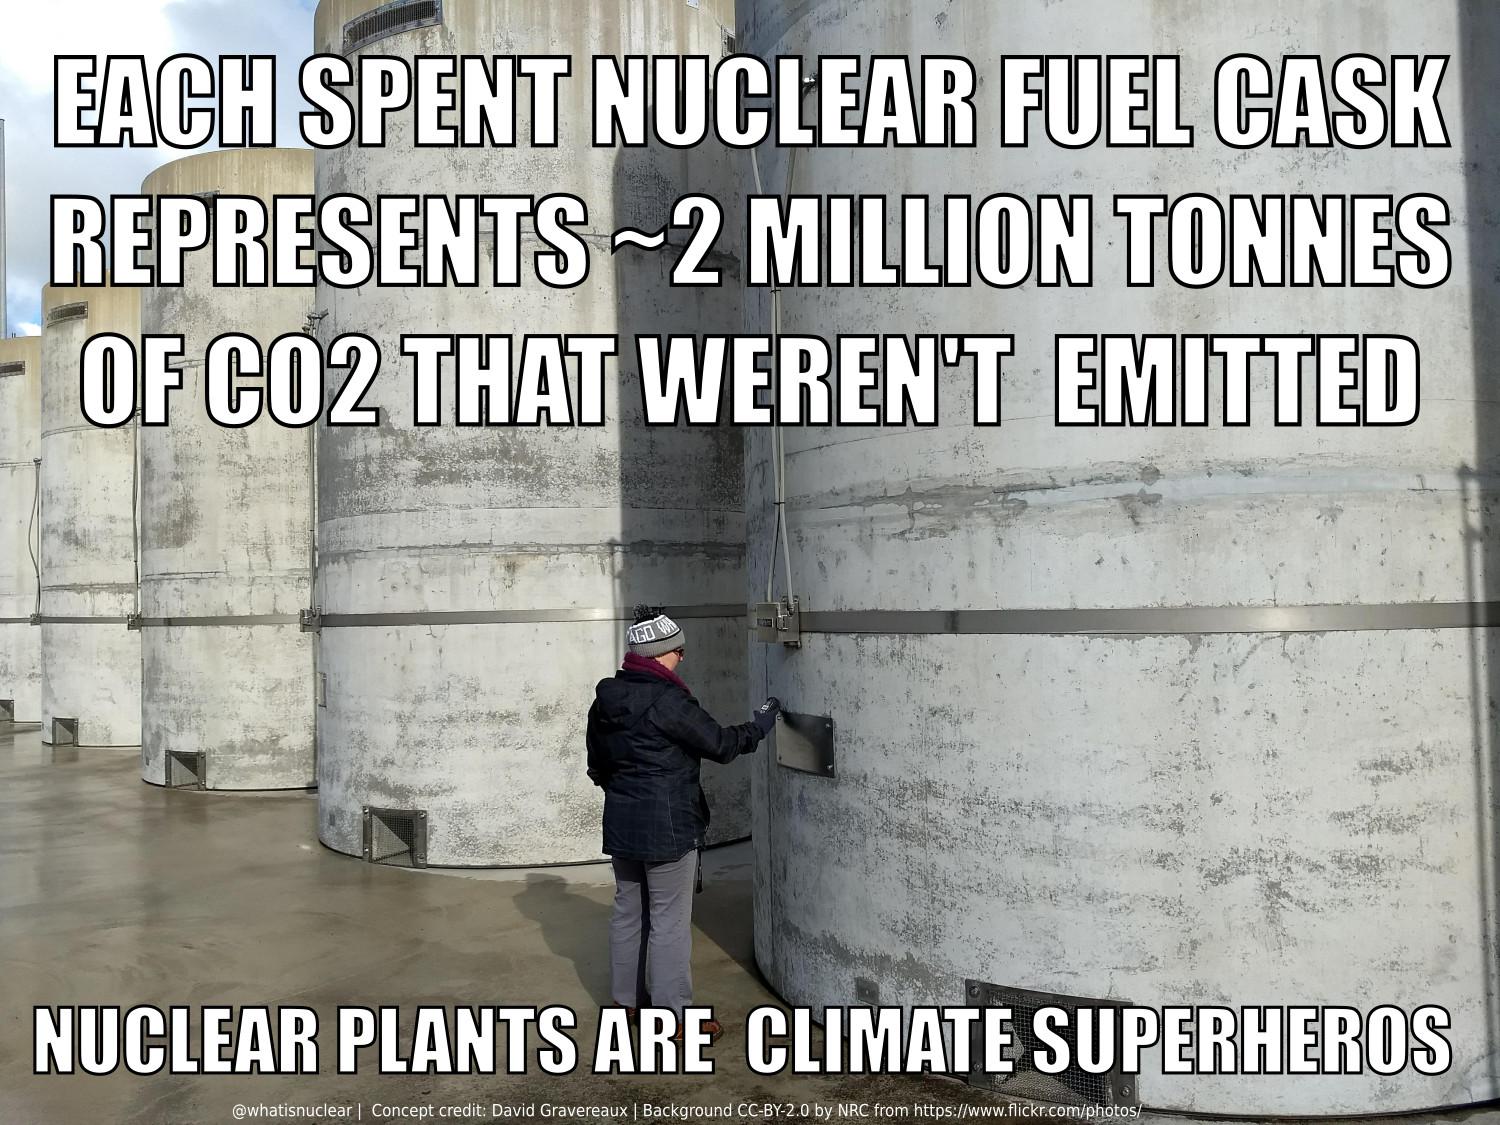 EACH SPENT NUCLEAR FUEL CASK
REPRESENTS ~2 MILLION TONNES
OF CO2 THAT WEREN'T EMITTED
AGO
NUCLEAR PLANTS ARE CLIMATE SUPERHEROS
@whatisnuclear | Concept credit: David Gravereaux | Background CC-BY-2.0 by NRC from https://www.flickr.com/photos/